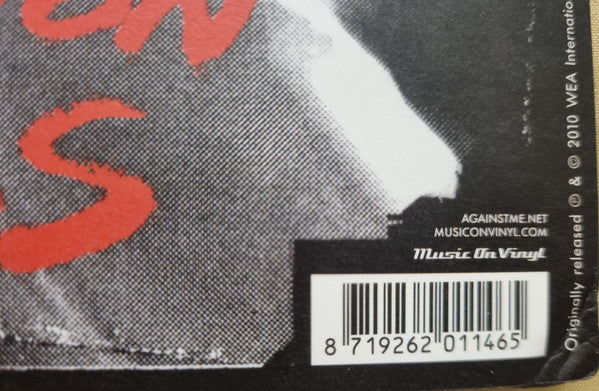 AGAINSTME.NET
MUSICONVINYL.COM
Music On Vinyl
8 719262 011465
Originally released ℗ & © 2010 WEA Internatio